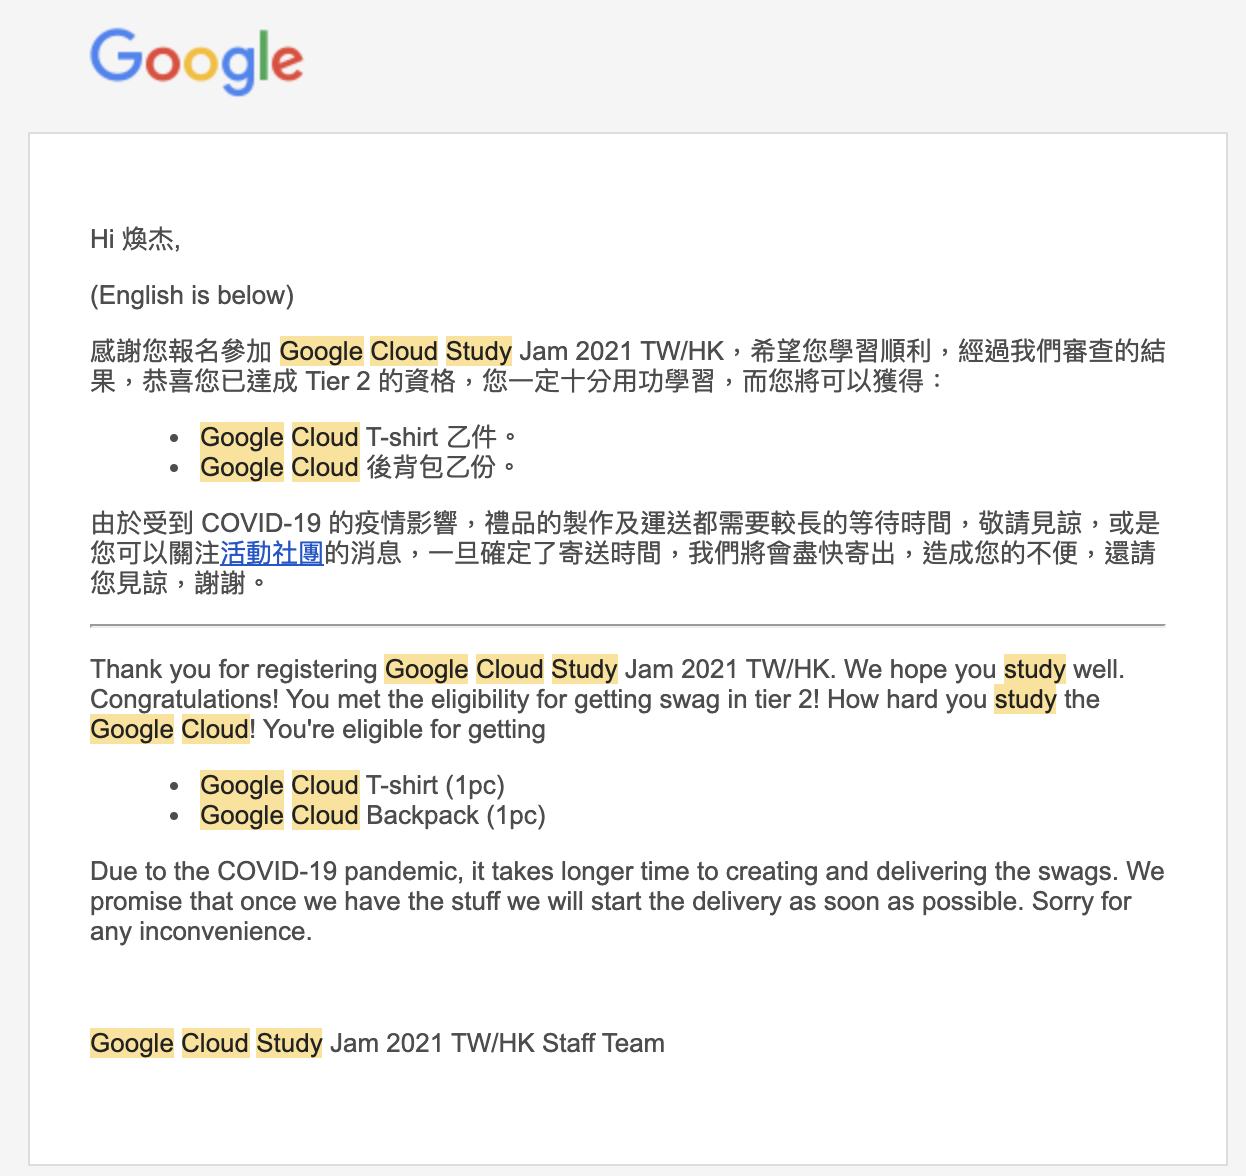 Google
Hi 煥杰,
(English is below)
感謝您報名參加 Google Cloud Study Jam 2021 TW/HK，希望您學習順利，經過我們審查的結
果，恭喜您已達成 Tier 2 的資格，您一定十分用功學習，而您將可以獲得：
• Google Cloud T-shirt 乙件。
• Google Cloud 後背包乙份。
由於受到 COVID-19 的疫情影響，禮品的製作及運送都需要較長的等待時間，敬請見諒，或是
您可以關注活動社團的消息，一旦確定了寄送時間，我們將會盡快寄出，造成您的不便，還請
您見諒，謝謝。
Thank you for registering Google Cloud Study Jam 2021 TW/HK. We hope you study well.
Congratulations! You met the eligibility for getting swag in tier 2! How hard you study the
Google Cloud! You're eligible for getting
• Google Cloud T-shirt (1pc)
• Google Cloud Backpack (1pc)
Due to the COVID-19 pandemic, it takes longer time to creating and delivering the swags. We
promise that once we have the stuff we will start the delivery as soon as possible. Sorry for
any inconvenience.
Google Cloud Study Jam 2021 TW/HK Staff Team